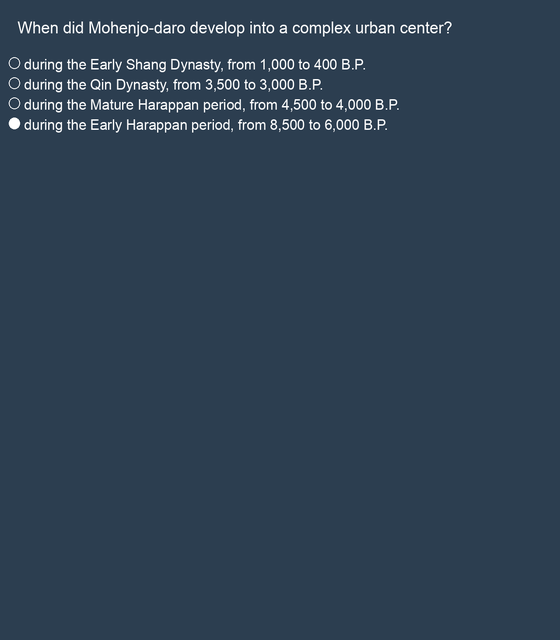 When did Mohenjo-daro develop into a complex urban center?
during the Early Shang Dynasty, from 1,000 to 400 B.P.
during the Qin Dynasty, from 3,500 to 3,000 B.P.
during the Mature Harappan period, from 4,500 to 4,000 B.P.
during the Early Harappan period, from 8,500 to 6,000 B.P.